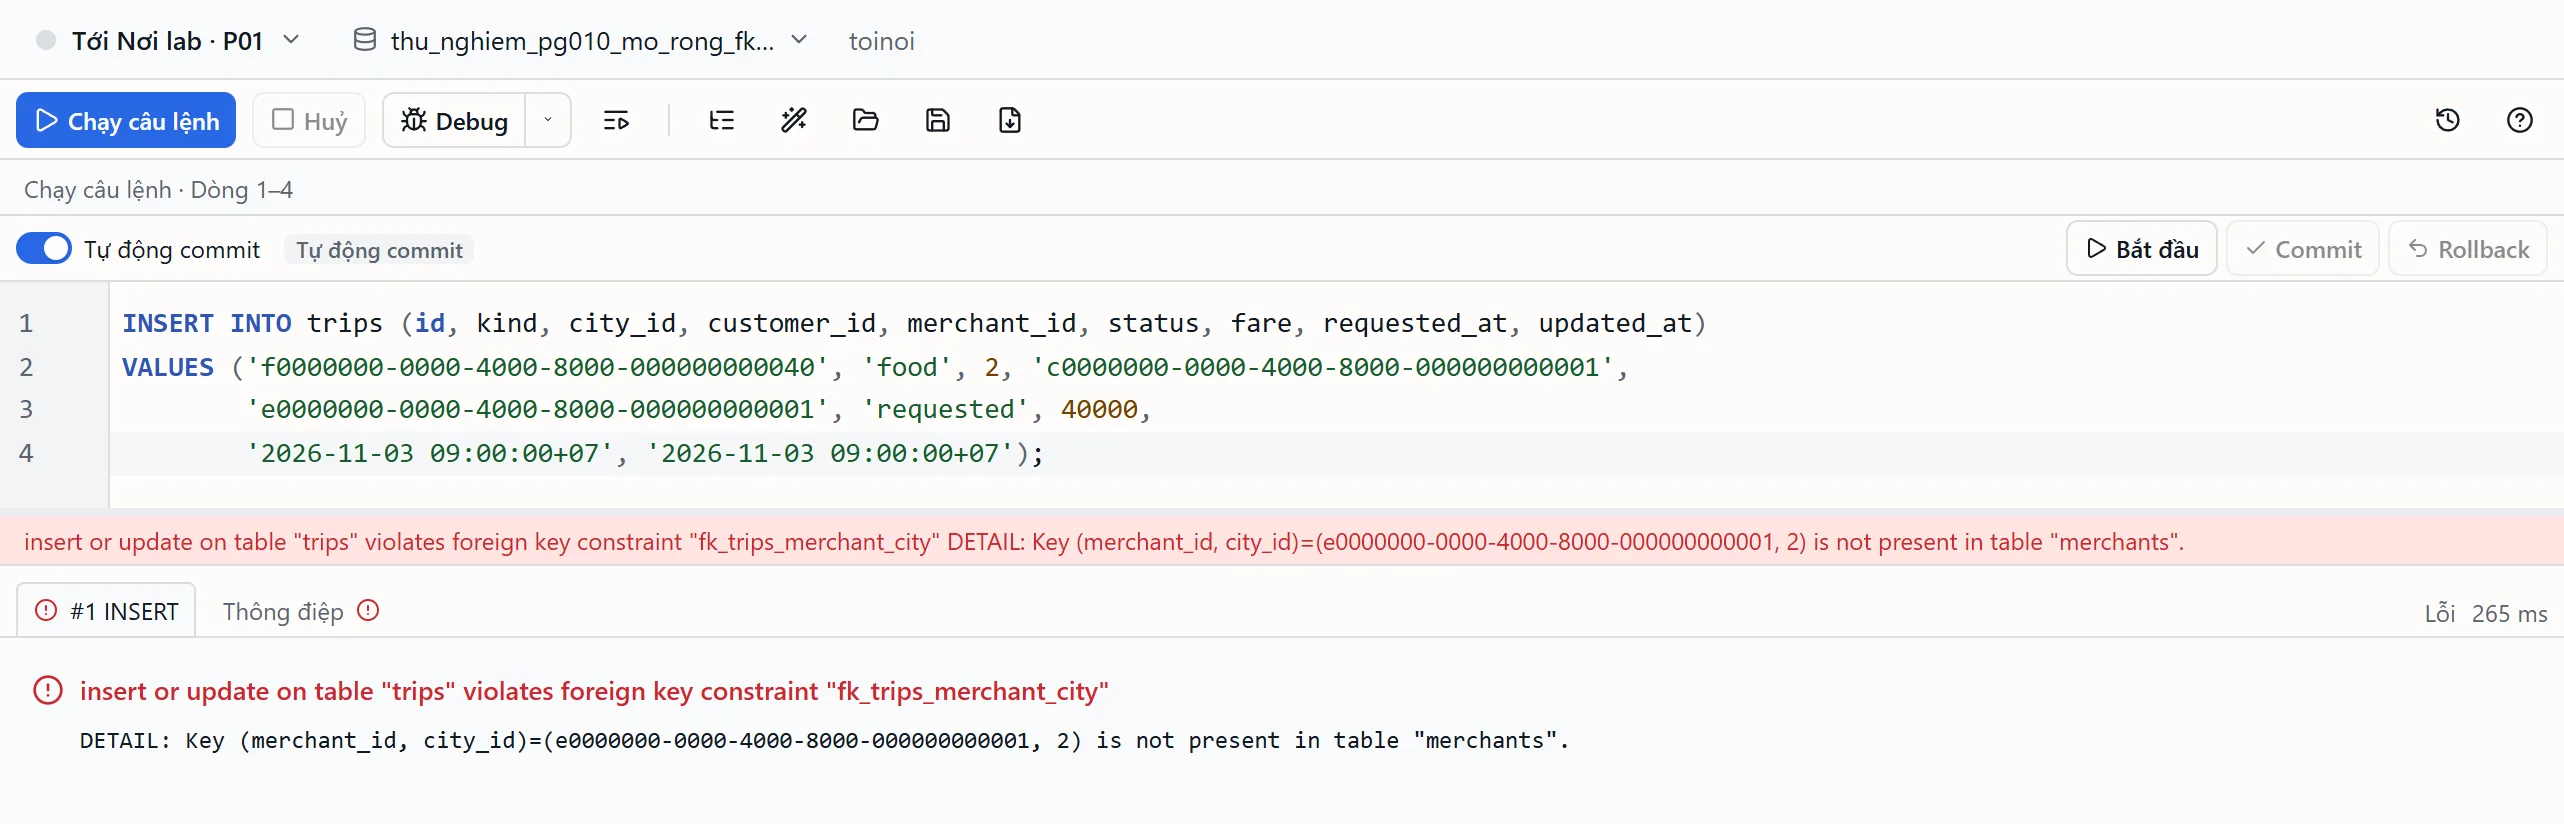 Tới Nơi lab · P01 thu_nghiem_pg010_mo_rong_fk... toinoi
Chạy câu lệnh Huỷ Debug
Chạy câu lệnh · Dòng 1–4
Tự động commit Tự động commit Bắt đầu Commit Rollback
1 INSERT INTO trips (id, kind, city_id, customer_id, merchant_id, status, fare, requested_at, updated_at)
2 VALUES ('f0000000-0000-4000-8000-000000000040', 'food', 2, 'c0000000-0000-4000-8000-000000000001',
3 'e0000000-0000-4000-8000-000000000001', 'requested', 40000,
4 '2026-11-03 09:00:00+07', '2026-11-03 09:00:00+07');
insert or update on table "trips" violates foreign key constraint "fk_trips_merchant_city" DETAIL: Key (merchant_id, city_id)=(e0000000-0000-4000-8000-000000000001, 2) is not present in table "merchants".
#1 INSERT Thông điệp Lỗi 265 ms
insert or update on table "trips" violates foreign key constraint "fk_trips_merchant_city"
DETAIL: Key (merchant_id, city_id)=(e0000000-0000-4000-8000-000000000001, 2) is not present in table "merchants".